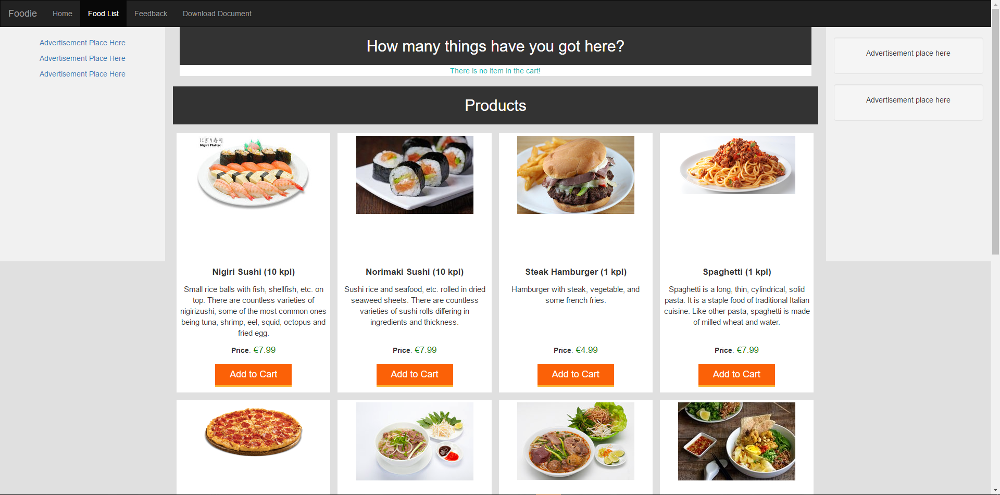 Foodie Home Food List Feedback Download Document
Advertisement Place Here
Advertisement Place Here
Advertisement Place Here
How many things have you got here?
There is no item in the cart!
Advertisement place here
Advertisement place here
Products
にぎり寿司
Nigiri Platter
Nigiri Sushi (10 kpl)
Small rice balls with fish, shellfish, etc. on
top. There are countless varieties of
nigirizushi, some of the most common ones
being tuna, shrimp, eel, squid, octopus and
fried egg.
Price: €7.99
Add to Cart
Norimaki Sushi (10 kpl)
Sushi rice and seafood, etc. rolled in dried
seaweed sheets. There are countless
varieties of sushi rolls differing in
ingredients and thickness.
Price: €7.99
Add to Cart
Steak Hamburger (1 kpl)
Hamburger with steak, vegetable, and
some french fries.
Price: €4.99
Add to Cart
Spaghetti (1 kpl)
Spaghetti is a long, thin, cylindrical, solid
pasta. It is a staple food of traditional Italian
cuisine. Like other pasta, spaghetti is made
of milled wheat and water.
Price: €7.99
Add to Cart